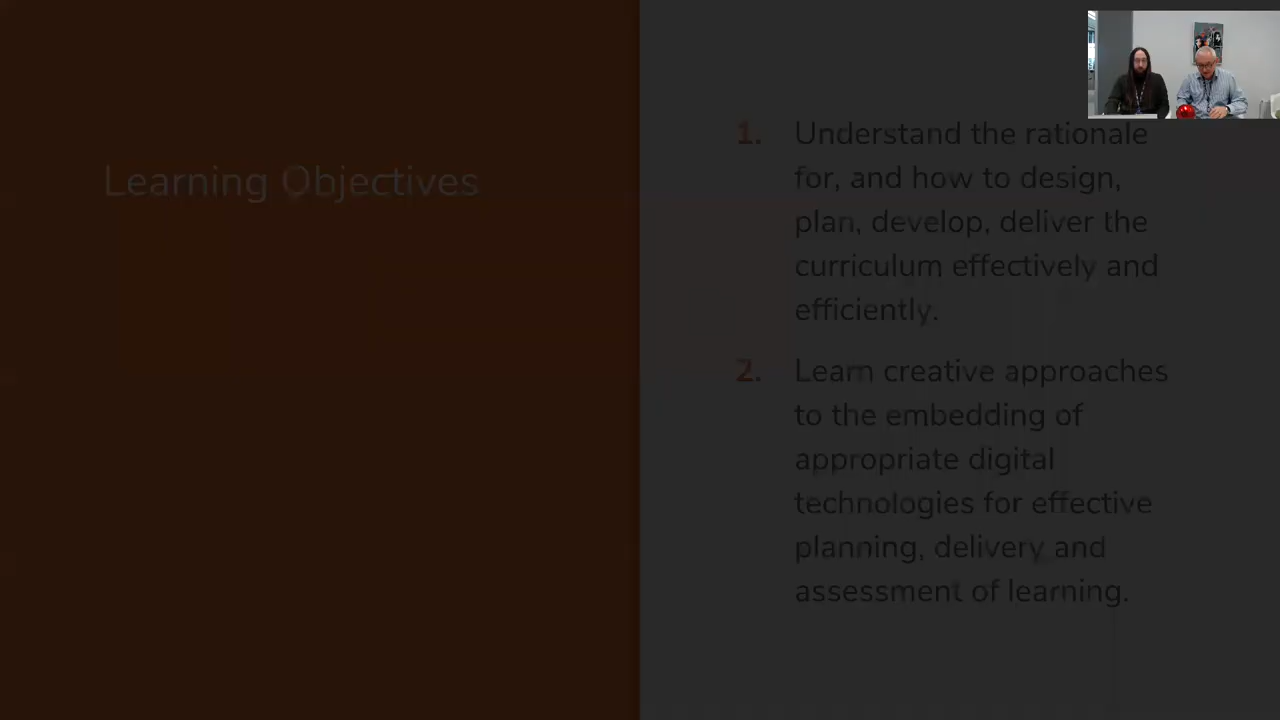 Learning Objectives
1. Understand the rationale
for, and how to design,
plan, develop, deliver the
curriculum effectively and
efficiently.
2. Learn creative approaches
to the embedding of
appropriate digital
technologies for effective
planning, delivery and
assessment of learning.